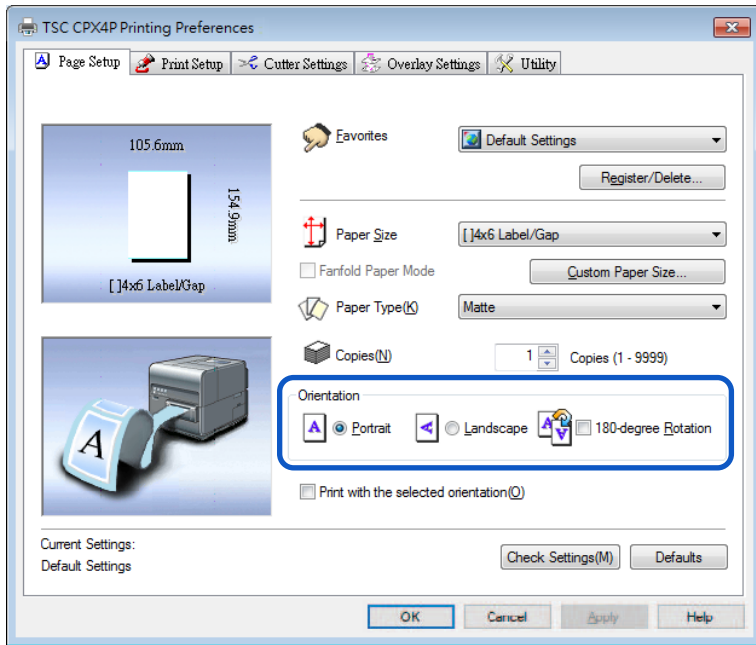 TSC CPX4P Printing Preferences
Page Setup Print Setup Cutter Settings Overlay Settings Utility
105.6mm
154.9mm
[ ]4x6 Label/Gap
Favorites Default Settings
Register/Delete...
Paper Size [ ]4x6 Label/Gap
Fanfold Paper Mode Custom Paper Size...
Paper Type(K) Matte
Copies(N) 1 Copies (1 - 9999)
A
Orientation
A Portrait A Landscape A A 180-degree Rotation
Print with the selected orientation(O)
Current Settings:
Default Settings
Check Settings(M) Defaults
OK Cancel Apply Help